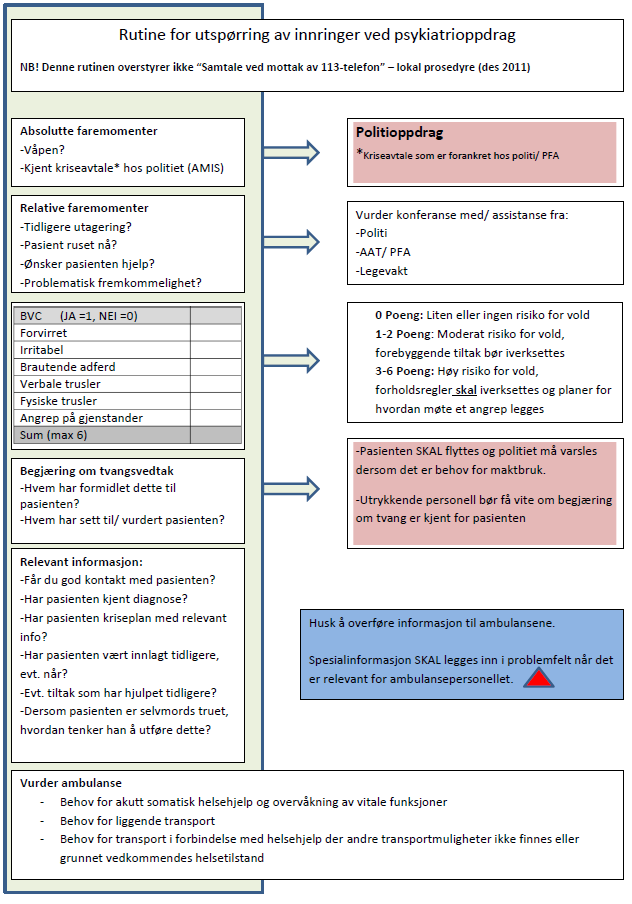 Rutine for utspørring av innringer ved psykiatrioppdrag
NB! Denne rutinen overstyrer ikke “Samtale ved mottak av 113-telefon” – lokal prosedyre (des 2011)
Absolutte faremomenter
-Våpen?
-Kjent kriseavtale* hos politiet (AMIS)
Politioppdrag
*Kriseavtale som er forankret hos politi/ PFA
Relative faremomenter
-Tidligere utagering?
-Pasient ruset nå?
-Ønsker pasienten hjelp?
-Problematisk fremkommelighet?
Vurder konferanse med/ assistanse fra:
-Politi
-AAT/ PFA
-Legevakt
BVC (JA =1, NEI =0)
Forvirret
Irritabel
Brautende adferd
Verbale trusler
Fysiske trusler
Angrep på gjenstander
Sum (max 6)
0 Poeng: Liten eller ingen risiko for vold
1-2 Poeng: Moderat risiko for vold,
forebyggende tiltak bør iverksettes
3-6 Poeng: Høy risiko for vold,
forholdsregler skal iverksettes og planer for
hvordan møte et angrep legges
Begjæring om tvangsvedtak
-Hvem har formidlet dette til
pasienten?
-Hvem har sett til/ vurdert pasienten?
-Pasienten SKAL flyttes og politiet må varsles
dersom det er behov for maktbruk.
-Utrykkende personell bør få vite om begjæring
om tvang er kjent for pasienten
Relevant informasjon:
-Får du god kontakt med pasienten?
-Har pasienten kjent diagnose?
-Har pasienten kriseplan med relevant
info?
-Har pasienten vært innlagt tidligere,
evt. når?
-Evt. tiltak som har hjulpet tidligere?
-Dersom pasienten er selvmords truet,
hvordan tenker han å utføre dette?
Husk å overføre informasjon til ambulansene.
Spesialinformasjon SKAL legges inn i problemfelt når det
er relevant for ambulansepersonellet.
Vurder ambulanse
- Behov for akutt somatisk helsehjelp og overvåkning av vitale funksjoner
- Behov for liggende transport
- Behov for transport i forbindelse med helsehjelp der andre transportmuligheter ikke finnes eller
grunnet vedkommendes helsetilstand